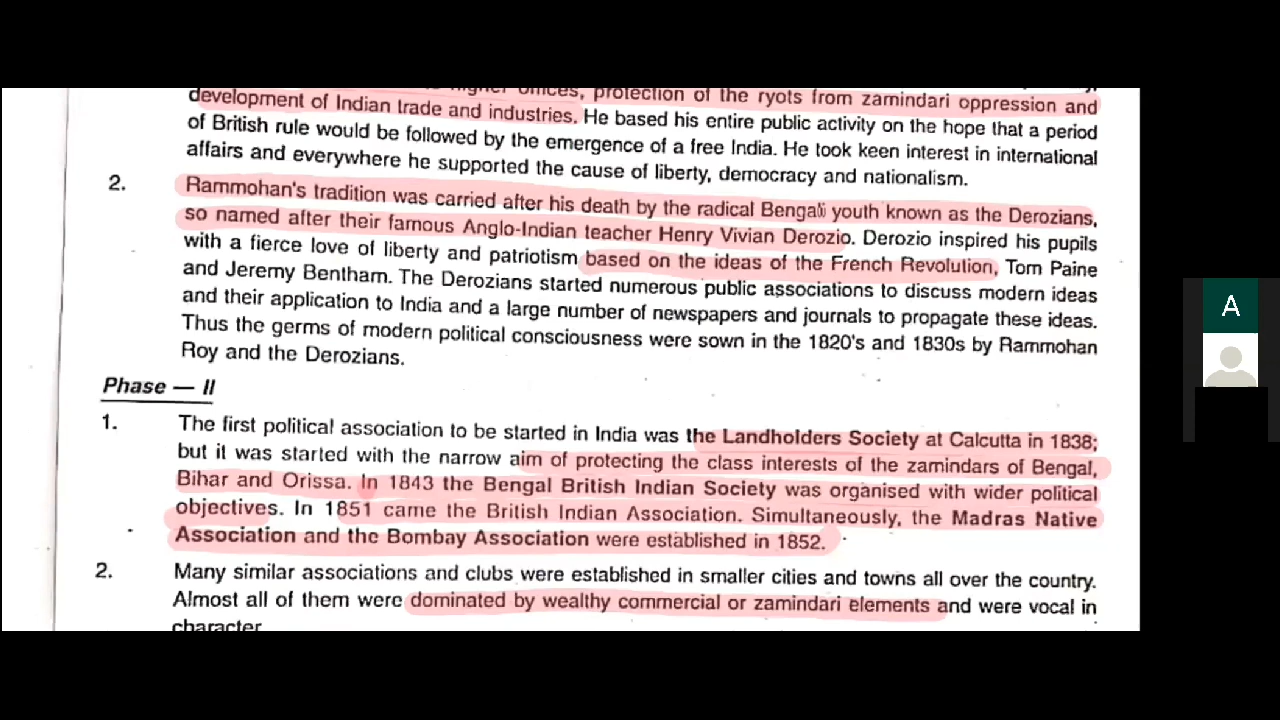 higher offices, protection of the ryots from zamindari oppression and
development of Indian trade and industries. He based his entire public activity on the hope that a period
of British rule would be followed by the emergence of a free India. He took keen interest in international
affairs and everywhere he supported the cause of liberty, democracy and nationalism.
2. Rammohan's tradition was carried after his death by the radical Bengali youth known as the Derozians,
so named after their famous Anglo-Indian teacher Henry Vivian Derozio. Derozio inspired his pupils
with a fierce love of liberty and patriotism based on the ideas of the French Revolution, Tom Paine
and Jeremy Bentham. The Derozians started numerous public associations to discuss modern ideas
and their application to India and a large number of newspapers and journals to propagate these ideas.
Thus the germs of modern political consciousness were sown in the 1820's and 1830s by Rammohan
Roy and the Derozians.
Phase — II
1. The first political association to be started in India was the Landholders Society at Calcutta in 1838;
but it was started with the narrow aim of protecting the class interests of the zamindars of Bengal,
Bihar and Orissa. In 1843 the Bengal British Indian Society was organised with wider political
objectives. In 1851 came the British Indian Association. Simultaneously, the Madras Native
Association and the Bombay Association were established in 1852.
2. Many similar associations and clubs were established in smaller cities and towns all over the country.
Almost all of them were dominated by wealthy commercial or zamindari elements and were vocal in
character
A